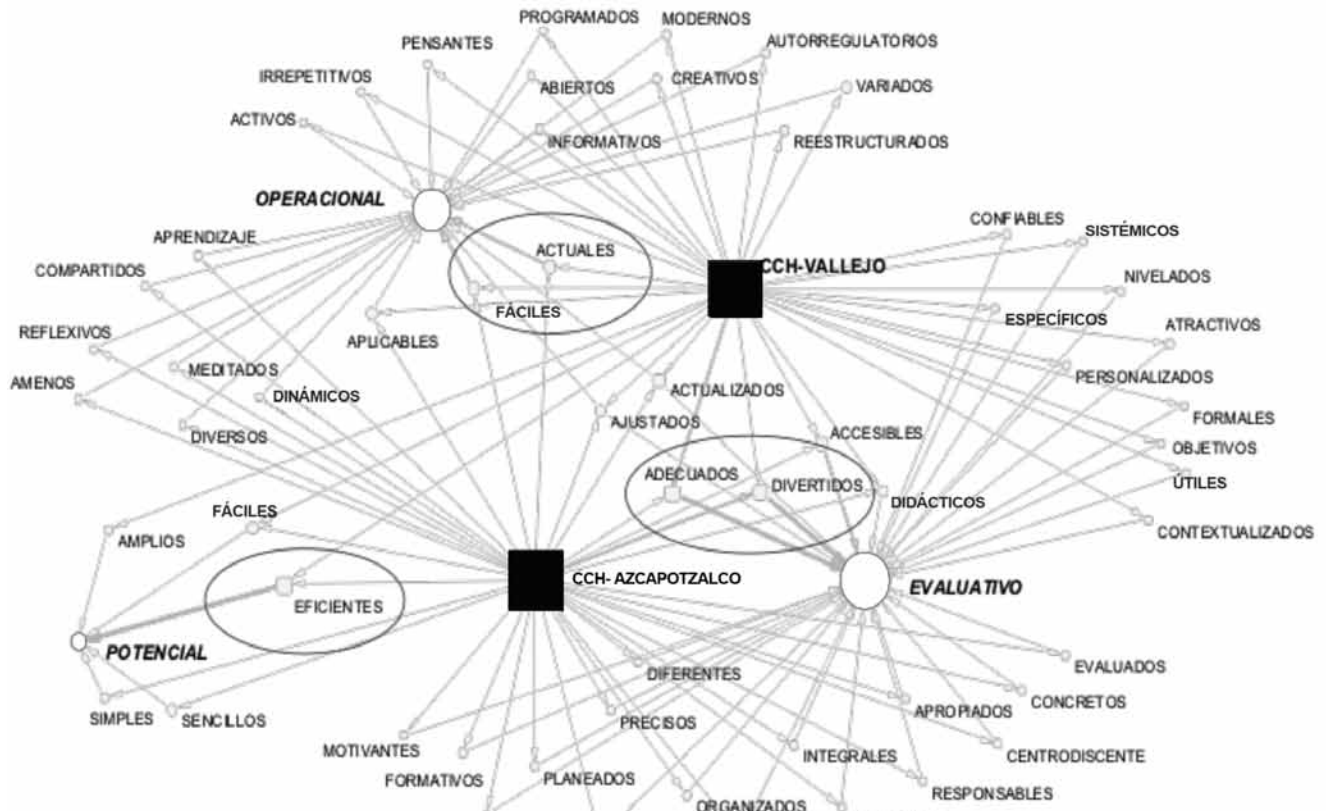 PROGRAMADOS
MODERNOS
PENSANTES
AUTORREGULATORIOS
IRREPETITIVOS
ABIERTOS
CREATIVOS
VARIADOS
ACTIVOS
INFORMATIVOS
REESTRUCTURADOS
OPERACIONAL
CONFIABLES
SISTÉMICOS
APRENDIZAJE
ACTUALES
CCH-VALLEJO
COMPARTIDOS
NIVELADOS
FÁCILES
ESPECÍFICOS
ATRACTIVOS
REFLEXIVOS
APLICABLES
MEDITADOS
PERSONALIZADOS
AMENOS
DINÁMICOS
ACTUALIZADOS
FORMALES
DIVERSOS
AJUSTADOS
ACCESIBLES
OBJETIVOS
ADECUADOS
DIVERTIDOS
ÚTILES
DIDÁCTICOS
FÁCILES
AMPLIOS
CONTEXTUALIZADOS
CCH- AZCAPOTZALCO
EVALUATIVO
EFICIENTES
POTENCIAL
DIFERENTES
EVALUADOS
CONCRETOS
SIMPLES
SENCILLOS
PRECISOS
APROPIADOS
MOTIVANTES
INTEGRALES
CENTRODISCENTE
FORMATIVOS
PLANEADOS
RESPONSABLES
ORGANIZADOS